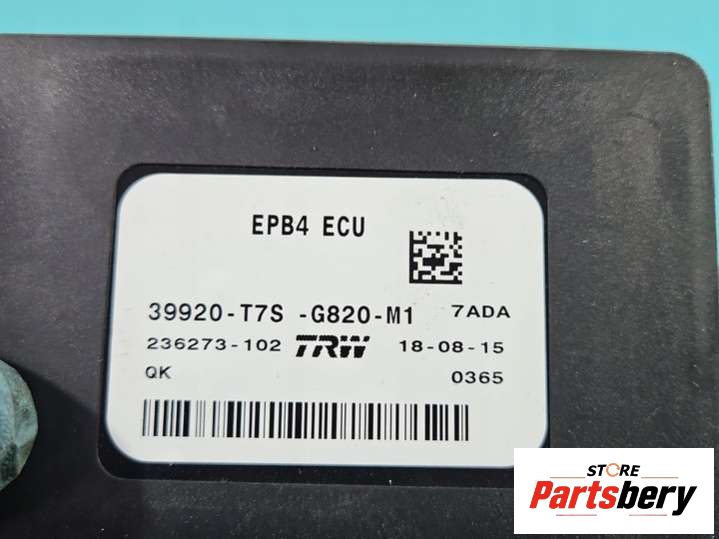 EPB4 ECU
39920-T7S -G820-M1 7ADA
236273-102 TRW 18-08-15
QK 0365
STORE
Partsbery